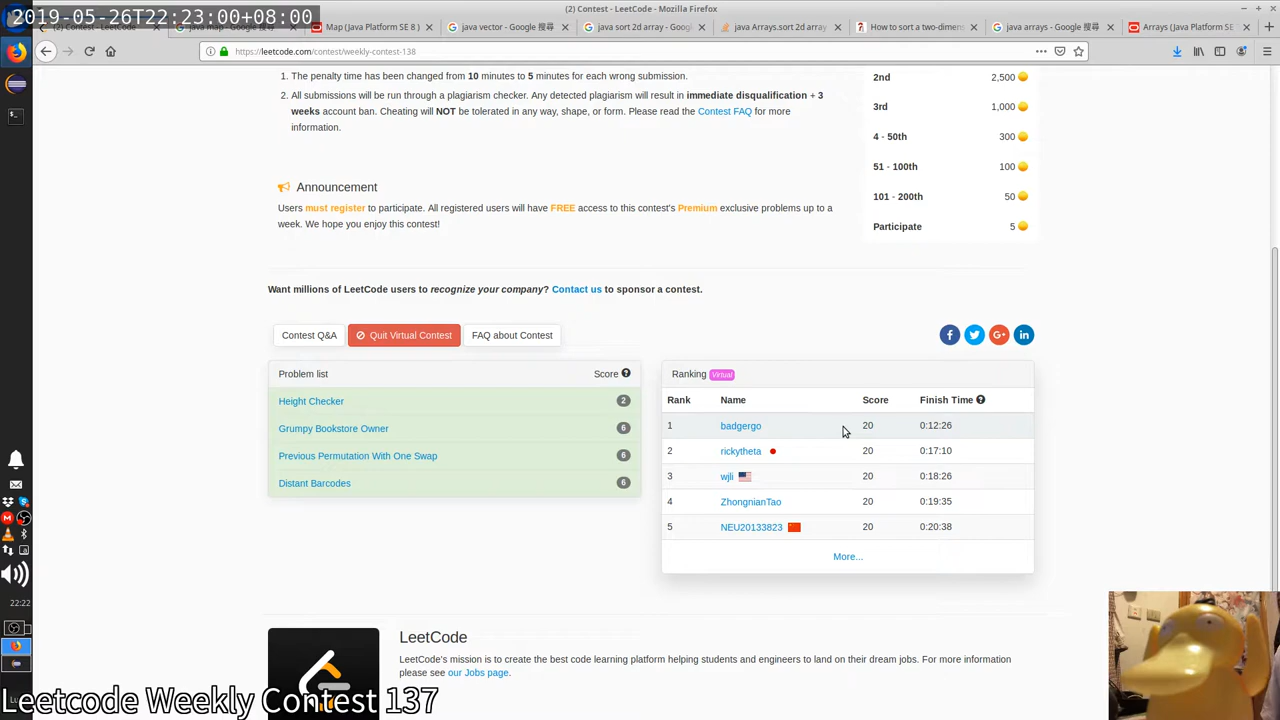 (2) Contest - LeetCode - Mozilla Firefox
2019-05-26T22:23:00+08:00
Map (Java Platform SE 8 )
java vector - Google 搜尋
java sort 2d array - Goog
java Arrays.sort 2d array
How to sort a two-dimen
java arrays - Google 搜尋
Arrays (Java Platform SE
https://leetcode.com/contest/weekly-contest-138
1. The penalty time has been changed from 10 minutes to 5 minutes for each wrong submission.
2. All submissions will be run through a plagiarism checker. Any detected plagiarism will result in immediate disqualification + 3
weeks account ban. Cheating will NOT be tolerated in any way, shape, or form. Please read the Contest FAQ for more
information.
2nd 2,500
3rd 1,000
4 - 50th 300
51 - 100th 100
101 - 200th 50
Participate 5
Announcement
Users must register to participate. All registered users will have FREE access to this contest's Premium exclusive problems up to a
week. We hope you enjoy this contest!
Want millions of LeetCode users to recognize your company? Contact us to sponsor a contest.
Contest Q&A Quit Virtual Contest FAQ about Contest
Problem list Score
Height Checker 2
Grumpy Bookstore Owner 6
Previous Permutation With One Swap 6
Distant Barcodes 6
Ranking Virtual
Rank Name Score Finish Time
1 badgergo 20 0:12:26
2 rickytheta 20 0:17:10
3 wjli 20 0:18:26
4 ZhongnianTao 20 0:19:35
5 NEU20133823 20 0:20:38
More...
22:22
LeetCode
LeetCode's mission is to create the best code learning platform helping students and engineers to land on their dream jobs. For more information
please see our Jobs page.
Leetcode Weekly Contest 137